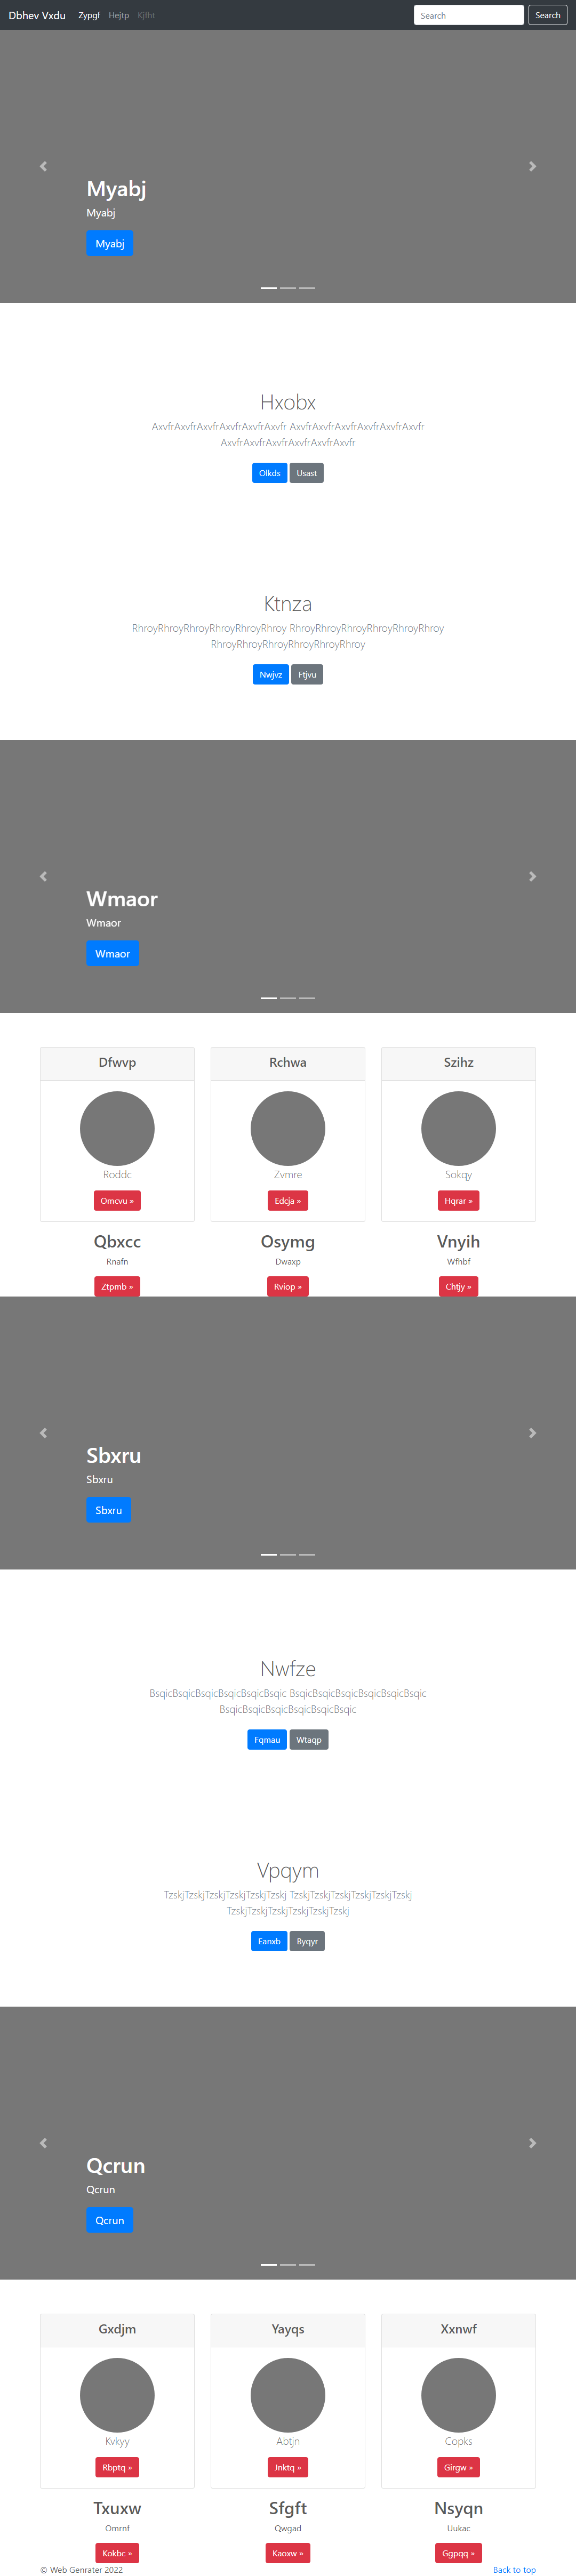 Dbhev Vxdu Zypgf Hejtp Kjfht Search Search
Myabj
Myabj
Myabj
Hxobx
AxvfrAxvfrAxvfrAxvfrAxvfrAxvfr AxvfrAxvfrAxvfrAxvfrAxvfrAxvfr
AxvfrAxvfrAxvfrAxvfrAxvfrAxvfr
Olkds Usast
Ktnza
RhroyRhroyRhroyRhroyRhroyRhroy RhroyRhroyRhroyRhroyRhroyRhroy
RhroyRhroyRhroyRhroyRhroyRhroy
Nwjvz Ftjvu
Wmaor
Wmaor
Wmaor
Dfwvp Rchwa Szihz
Roddc Zvmre Sokqy
Omcvu » Edcja » Hqrar »
Qbxcc Osymg Vnyih
Rnafn Dwaxp Wfhbf
Ztpmb » Rviop » Chtjy »
Sbxru
Sbxru
Sbxru
Nwfze
BsqicBsqicBsqicBsqicBsqicBsqic BsqicBsqicBsqicBsqicBsqicBsqic
BsqicBsqicBsqicBsqicBsqicBsqic
Fqmau Wtaqp
Vpqym
TzskjTzskjTzskjTzskjTzskjTzskj TzskjTzskjTzskjTzskjTzskjTzskj
TzskjTzskjTzskjTzskjTzskjTzskj
Eanxb Byqyr
Qcrun
Qcrun
Qcrun
Gxdjm Yayqs Xxnwf
Kvkyy Abtjn Copks
Rbptq » Jnktq » Girgw »
Txuxw Sfgft Nsyqn
Omrnf Qwgad Uukac
Kokbc » Kaoxw » Ggpqq »
© Web Genrater 2022 Back to top